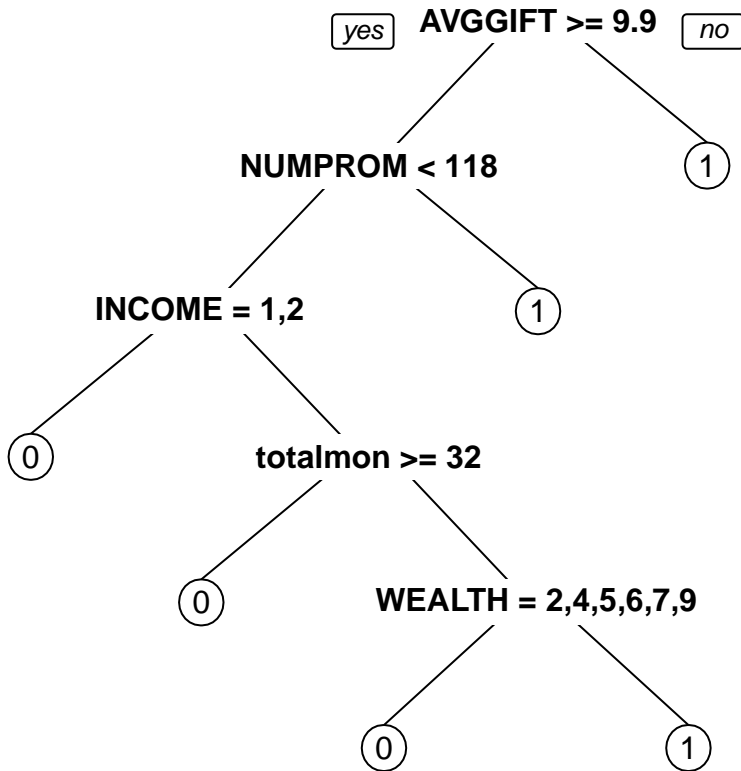 yes AVGGIFT >= 9.9 no
NUMPROM < 118 1
INCOME = 1,2 1
0 totalmon >= 32
0 WEALTH = 2,4,5,6,7,9
0 1